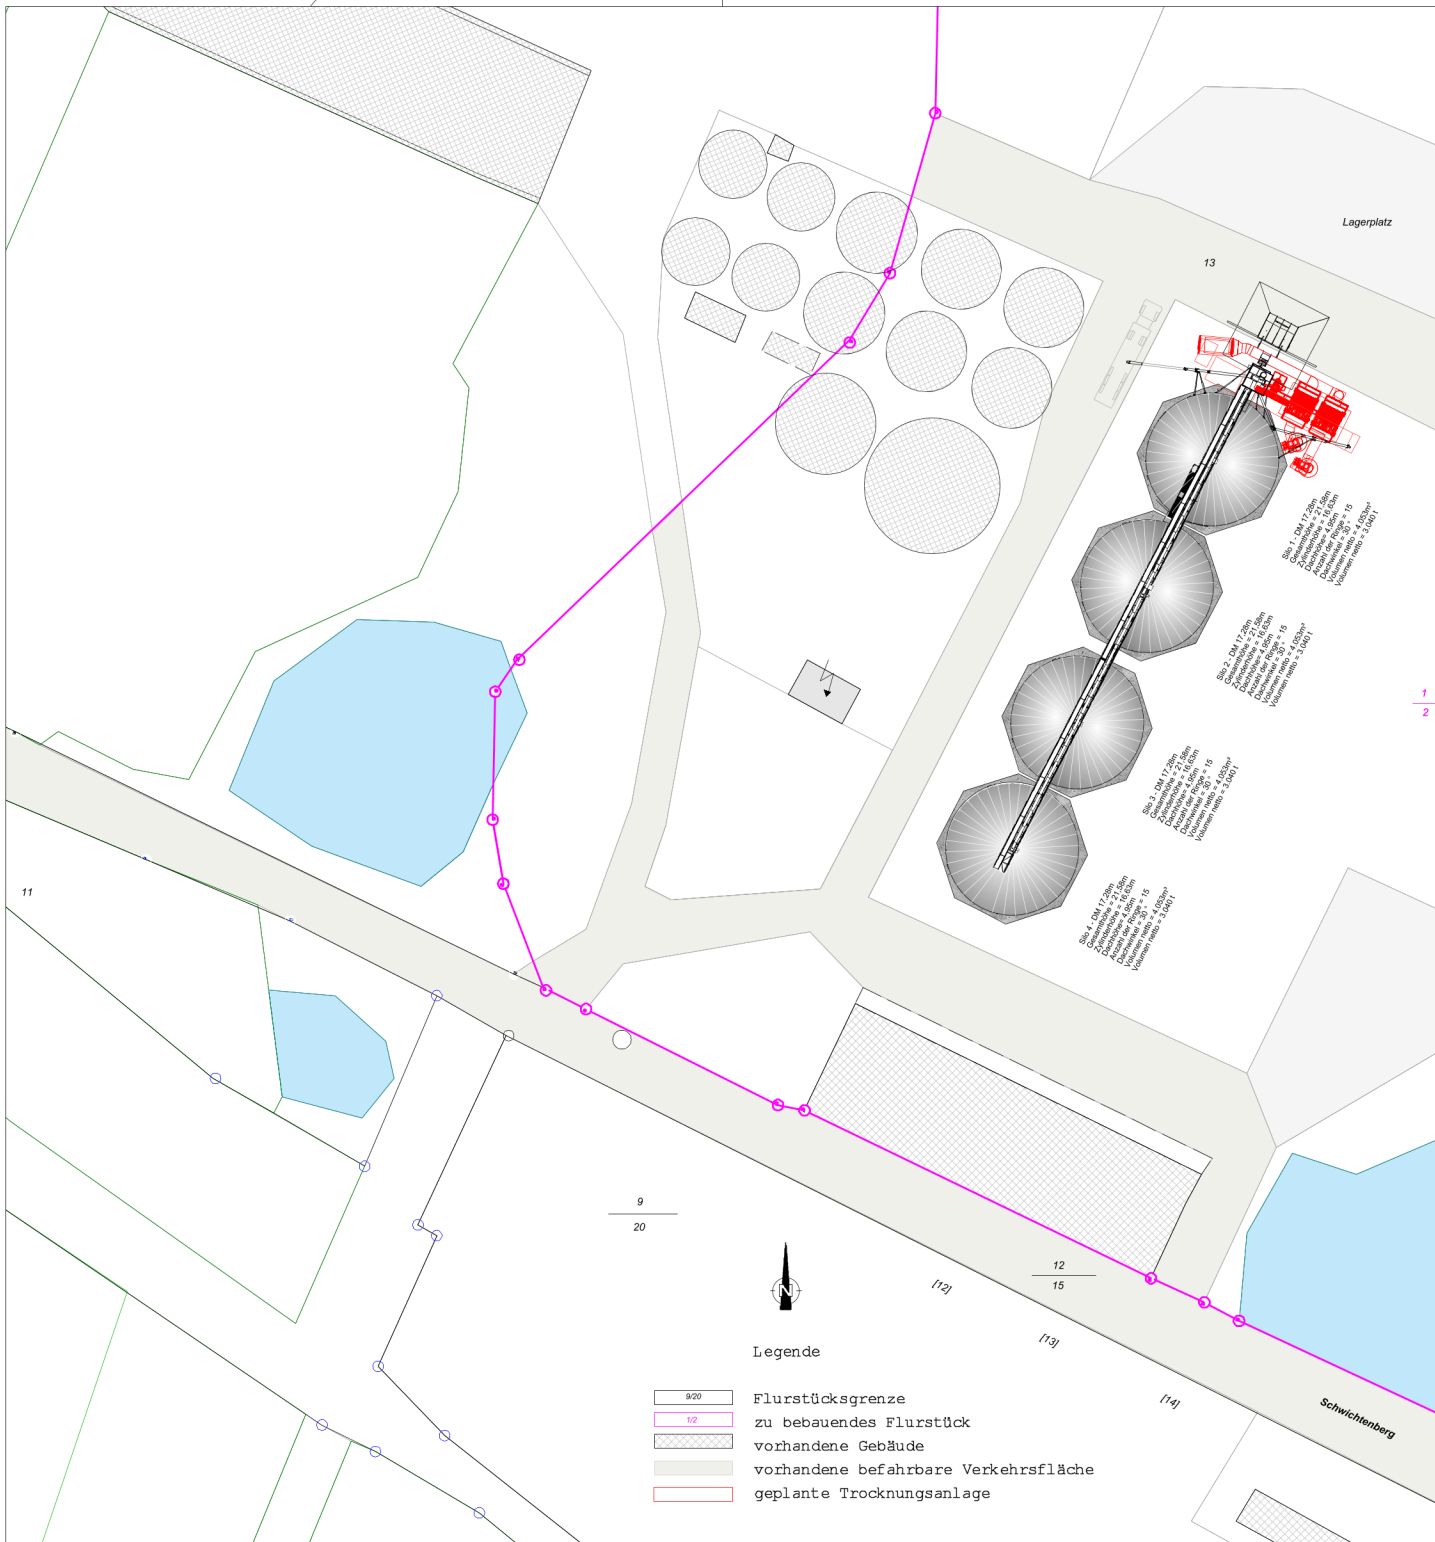 Lagerplatz
13
Silo 1 - DM 17,28m
Gesamthöhe = 21,58m
Zylinderhöhe = 16,63m
Dachhöhe= 4,95m
Anzahl der Ringe = 15
Dachwinkel = 30 °
Volumen netto = 4.053m³
Volumen netto = 3.040 t
Silo 2 - DM 17,28m
Gesamthöhe = 21,58m
Zylinderhöhe = 16,63m
Dachhöhe= 4,95m
Anzahl der Ringe = 15
Dachwinkel = 30 °
Volumen netto = 4.053m³
Volumen netto = 3.040 t
1
2
Silo 3 - DM 17,28m
Gesamthöhe = 21,58m
Zylinderhöhe = 16,63m
Dachhöhe= 4,95m
Anzahl der Ringe = 15
Dachwinkel = 30 °
Volumen netto = 4.053m³
Volumen netto = 3.040 t
11
Silo 4 - DM 17,28m
Gesamthöhe = 21,58m
Zylinderhöhe = 16,63m
Dachhöhe= 4,95m
Anzahl der Ringe = 15
Dachwinkel = 30 °
Volumen netto = 4.053m³
Volumen netto = 3.040 t
9
20
12
15
N
[12]
[13]
[14]
Schwichtenberg
Legende
9/20 Flurstücksgrenze
1/2 zu bebauendes Flurstück
vorhandene Gebäude
vorhandene befahrbare Verkehrsfläche
geplante Trocknungsanlage